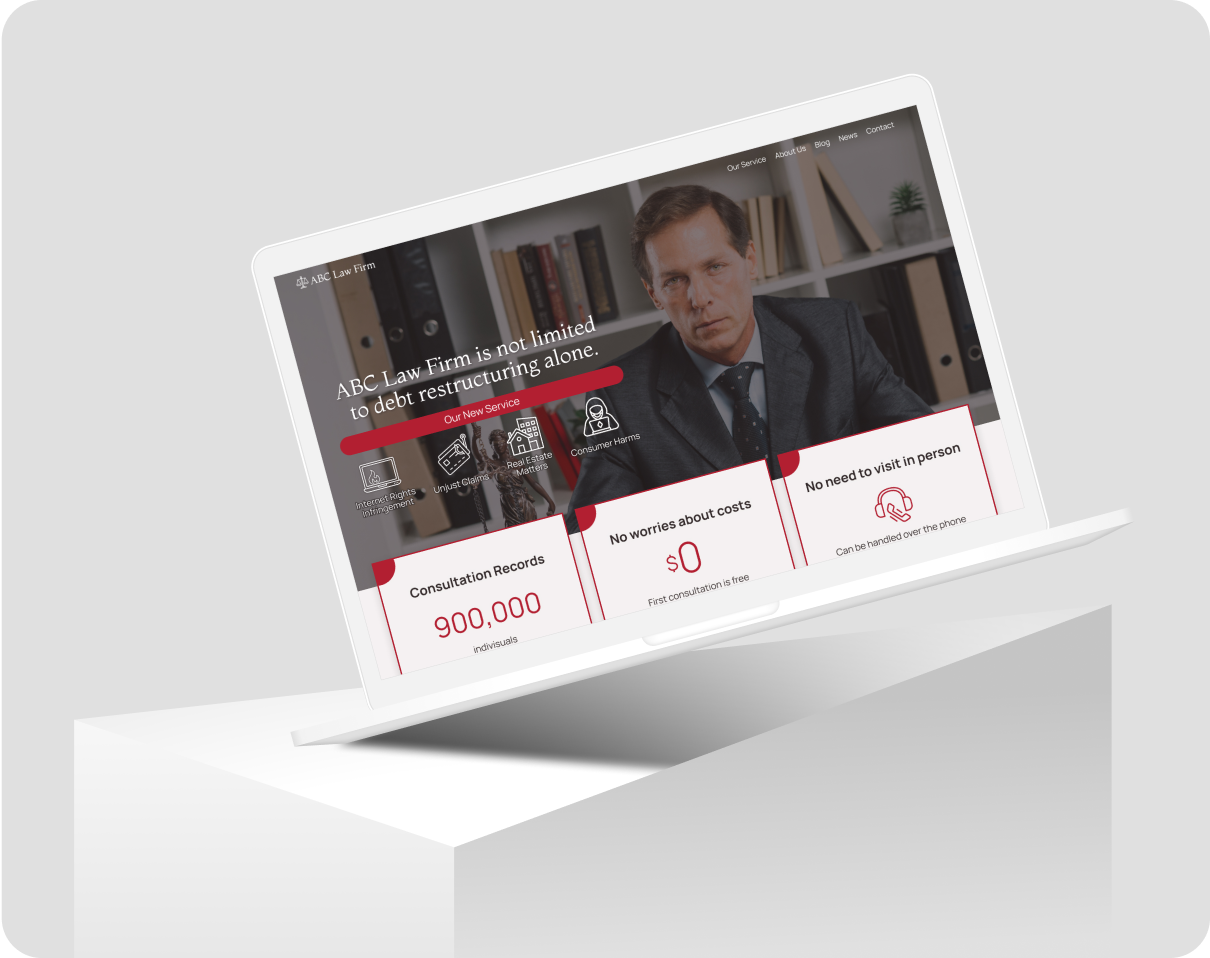 Our Service About Us Blog News Contact
ABC Law Firm
ABC Law Firm is not limited
to debt restructuring alone.
Our New Service
Internet Rights
Infringement
Unjust Claims
Real Estate
Matters
Consumer Harms
Consultation Records
900,000
indivisuals
No worries about costs
$0
First consultation is free
No need to visit in person
Can be handled over the phone